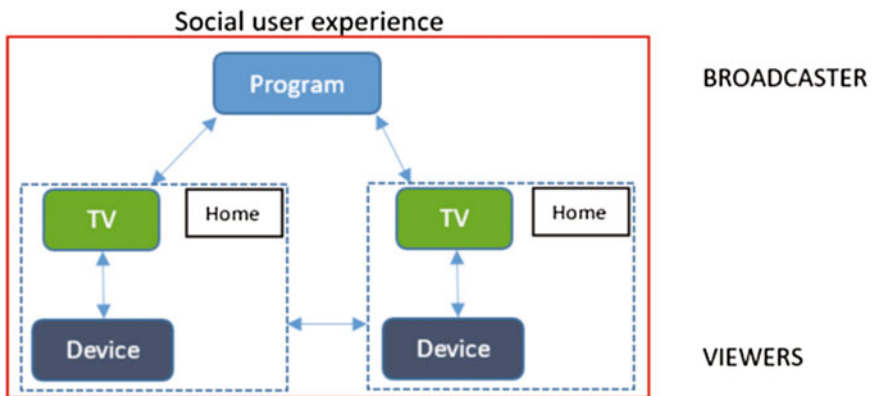 Social user experience
Program
BROADCASTER
TV
Home
TV
Home
Device
Device
VIEWERS